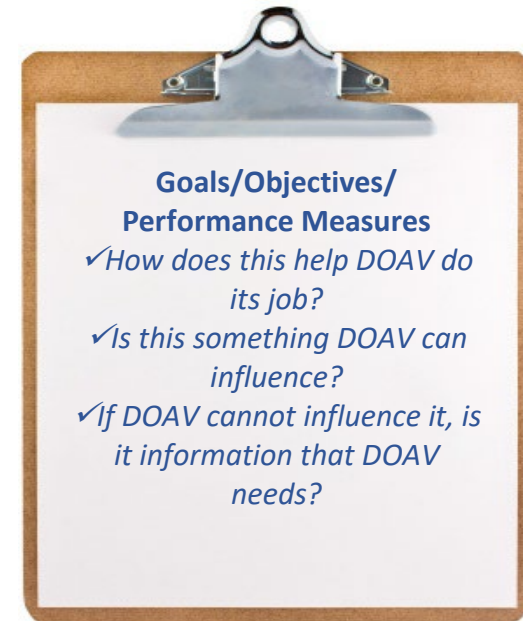 Goals/Objectives/
Performance Measures
✓How does this help DOAV do
its job?
✓Is this something DOAV can
influence?
✓If DOAV cannot influence it, is
it information that DOAV
needs?